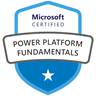 Microsoft
CERTIFIED
POWER PLATFORM
FUNDAMENTALS